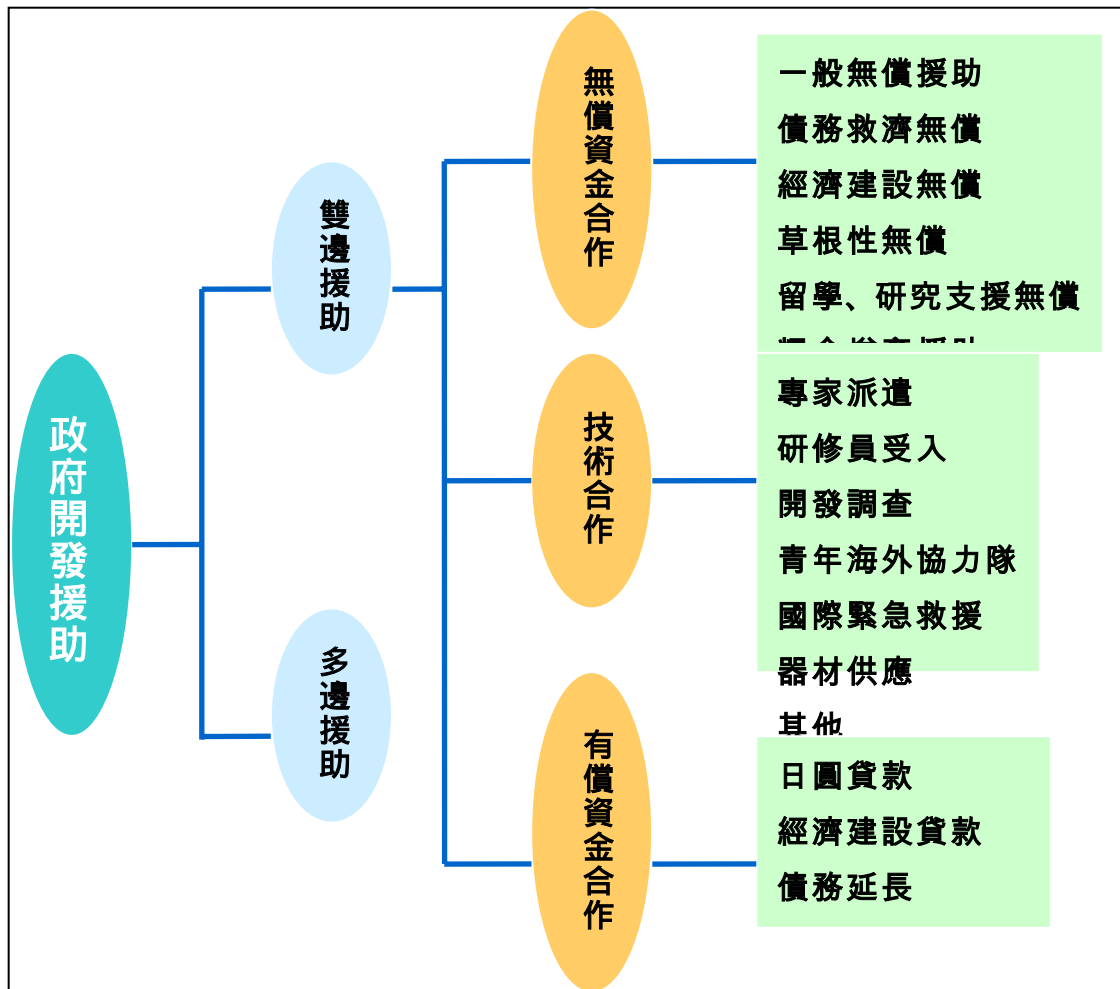 政府開發援助
雙邊援助
多邊援助
無償資金合作
一般無償援助
債務救濟無償
經濟建設無償
草根性無償
留學、研究支援無償
技術合作
專家派遣
研修員受入
開發調查
青年海外協力隊
國際緊急救援
器材供應
其他
有償資金合作
日圓貸款
經濟建設貸款
債務延長